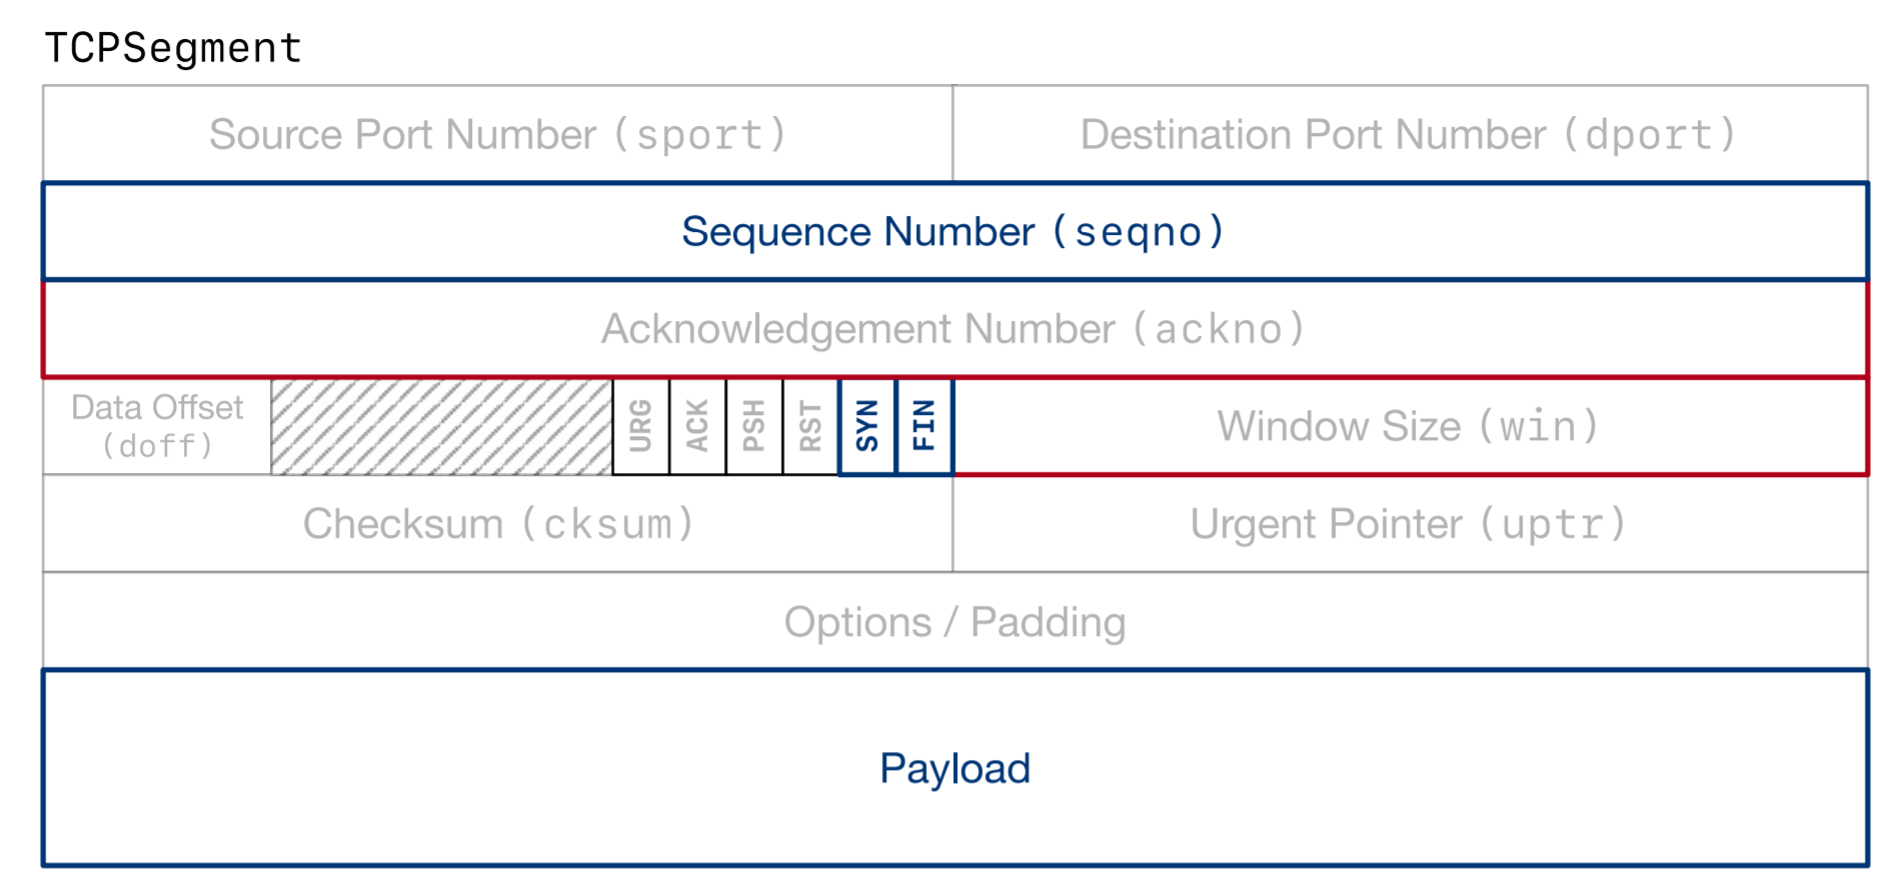 TCPSegment
Source Port Number (sport)
Destination Port Number (dport)
Sequence Number (seqno)
Acknowledgement Number (ackno)
Data Offset
(doff)
URG
ACK
PSH
RST
SYN
FIN
Window Size (win)
Checksum (cksum)
Urgent Pointer (uptr)
Options / Padding
Payload